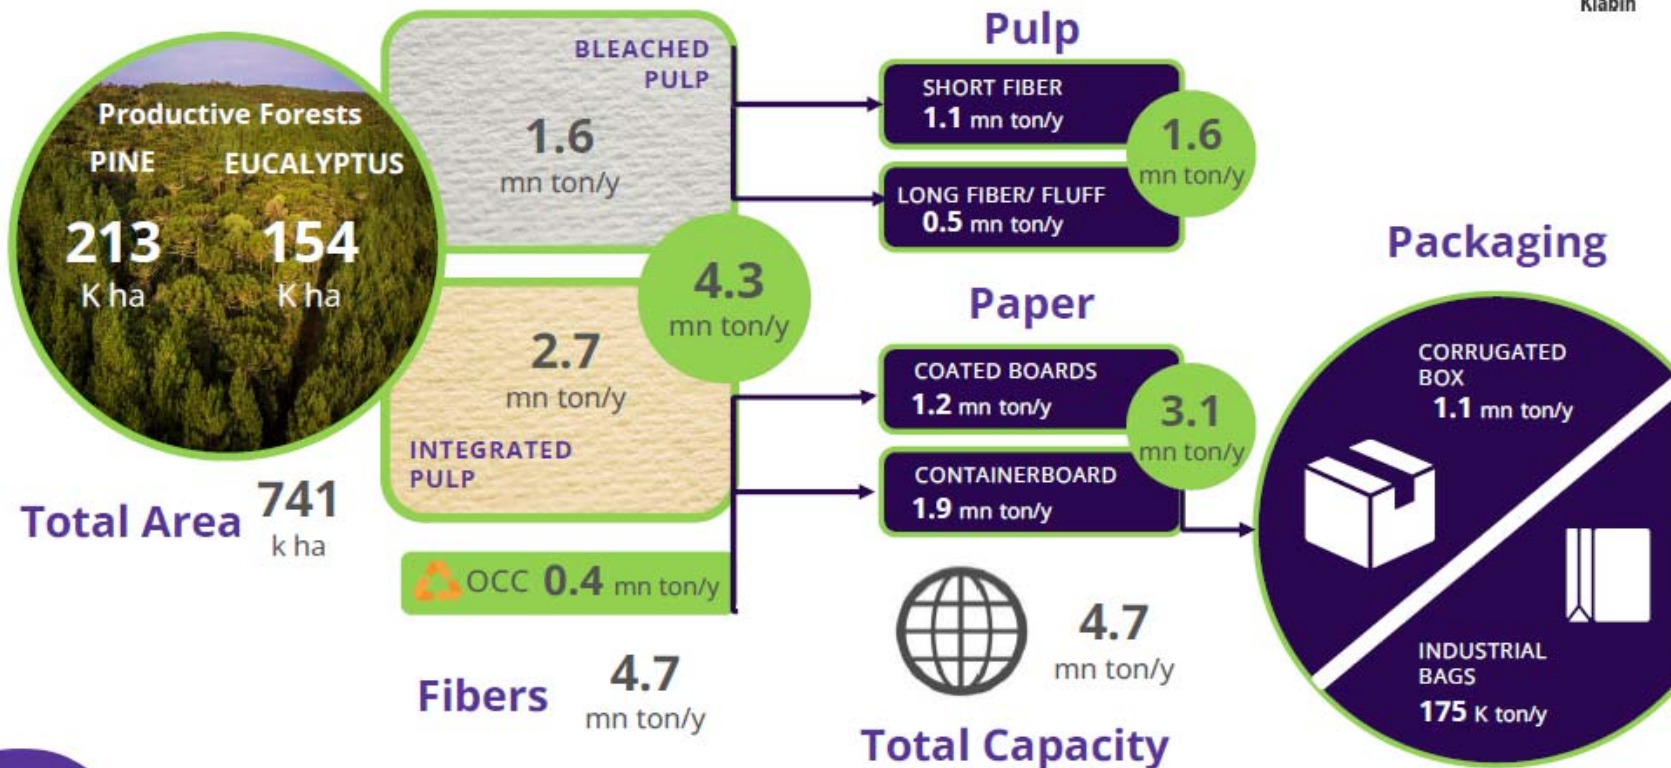 Klabin
Productive Forests
PINE
EUCALYPTUS
213
K ha
154
K ha
Total Area
741
k ha
BLEACHED
PULP
1.6
mn ton/y
4.3
mn ton/y
2.7
mn ton/y
INTEGRATED
PULP
OCC 0.4 mn ton/y
Fibers
4.7
mn ton/y
Pulp
SHORT FIBER
1.1 mn ton/y
LONG FIBER/ FLUFF
0.5 mn ton/y
1.6
mn ton/y
Paper
COATED BOARDS
1.2 mn ton/y
CONTAINERBOARD
1.9 mn ton/y
3.1
mn ton/y
4.7
mn ton/y
Total Capacity
Packaging
CORRUGATED
BOX
1.1 mn ton/y
INDUSTRIAL
BAGS
175 K ton/y